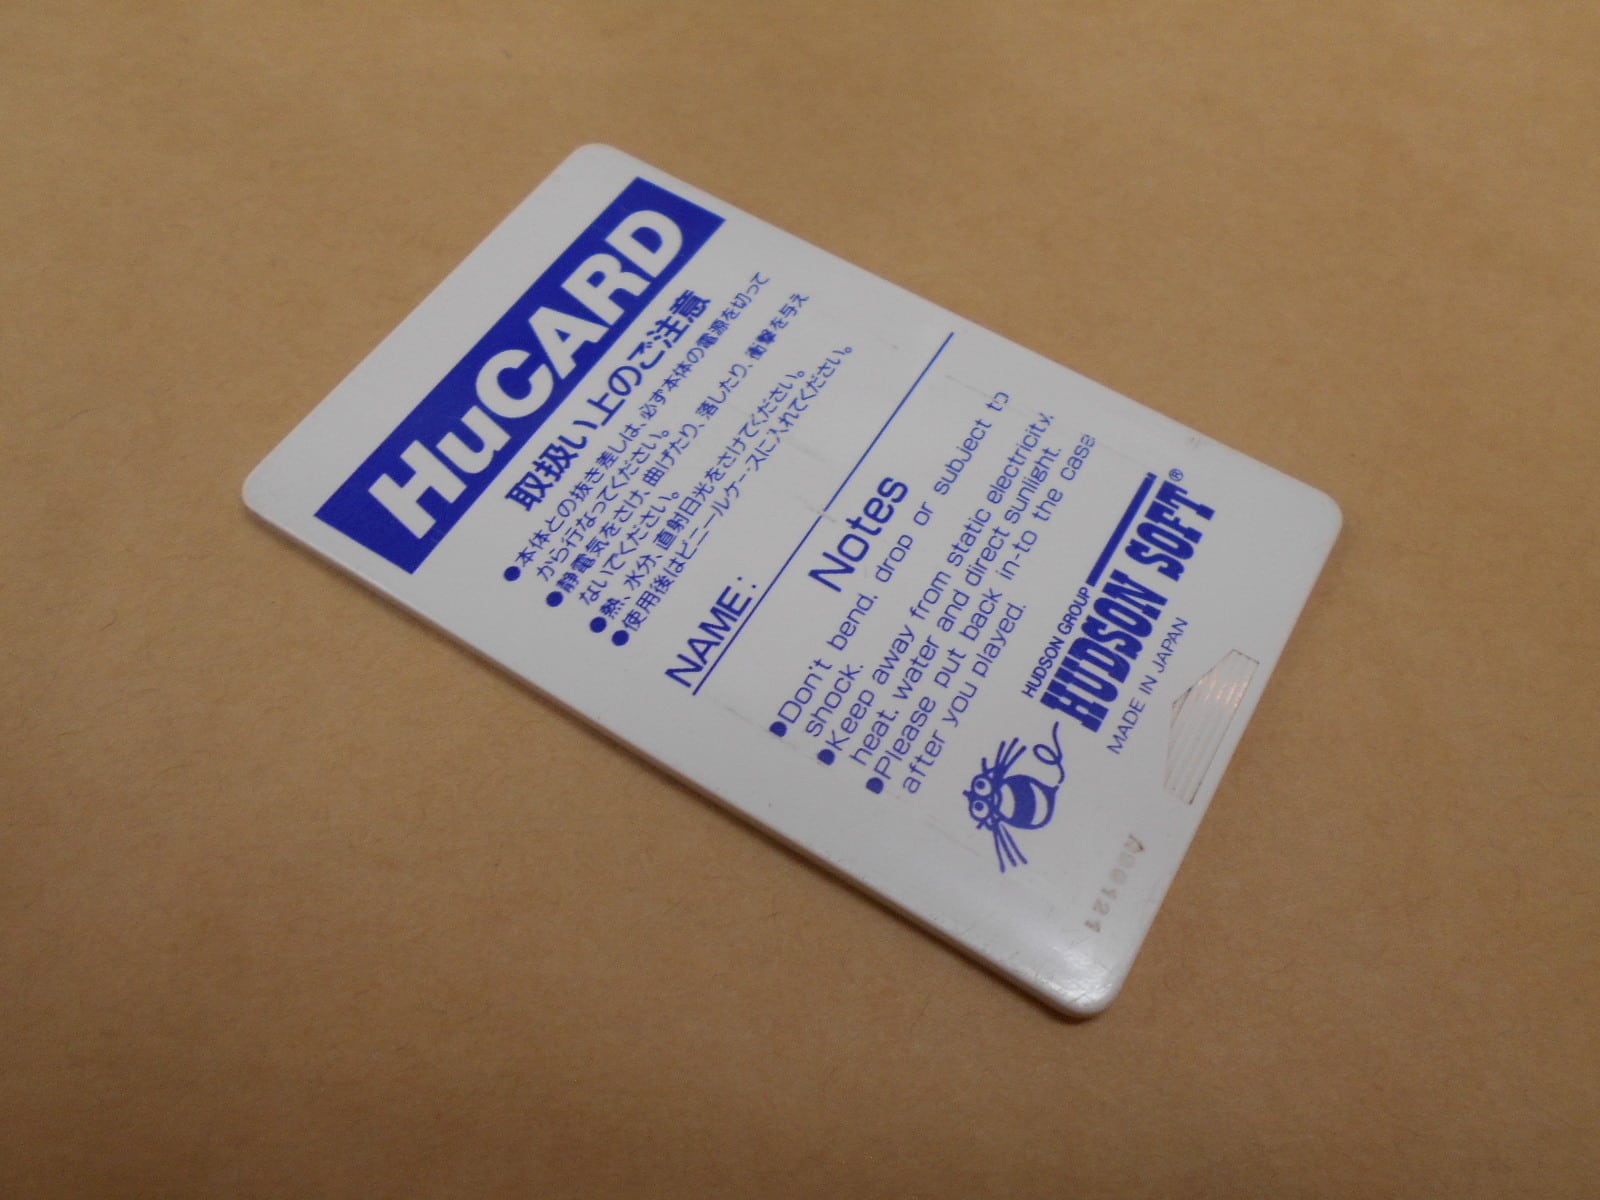 HuCARD
取扱い上のご注意
●本体との抜き差しは、必ず本体の電源を切って
から行なってください。
●静電気をさけ、曲げたり、落したり、衝撃を与え
ないでください。
●熱、水分、直射日光をさけてください。
●使用後はビニールケースに入れてください。
NAME:
Notes
●Don't bend, drop or subject to
shock.
●Keep away from static electricity,
heat, water and direct sunlight.
●Please put back in-to the case
after you played.
HUDSON GROUP
HUDSON SOFT®
MADE IN JAPAN